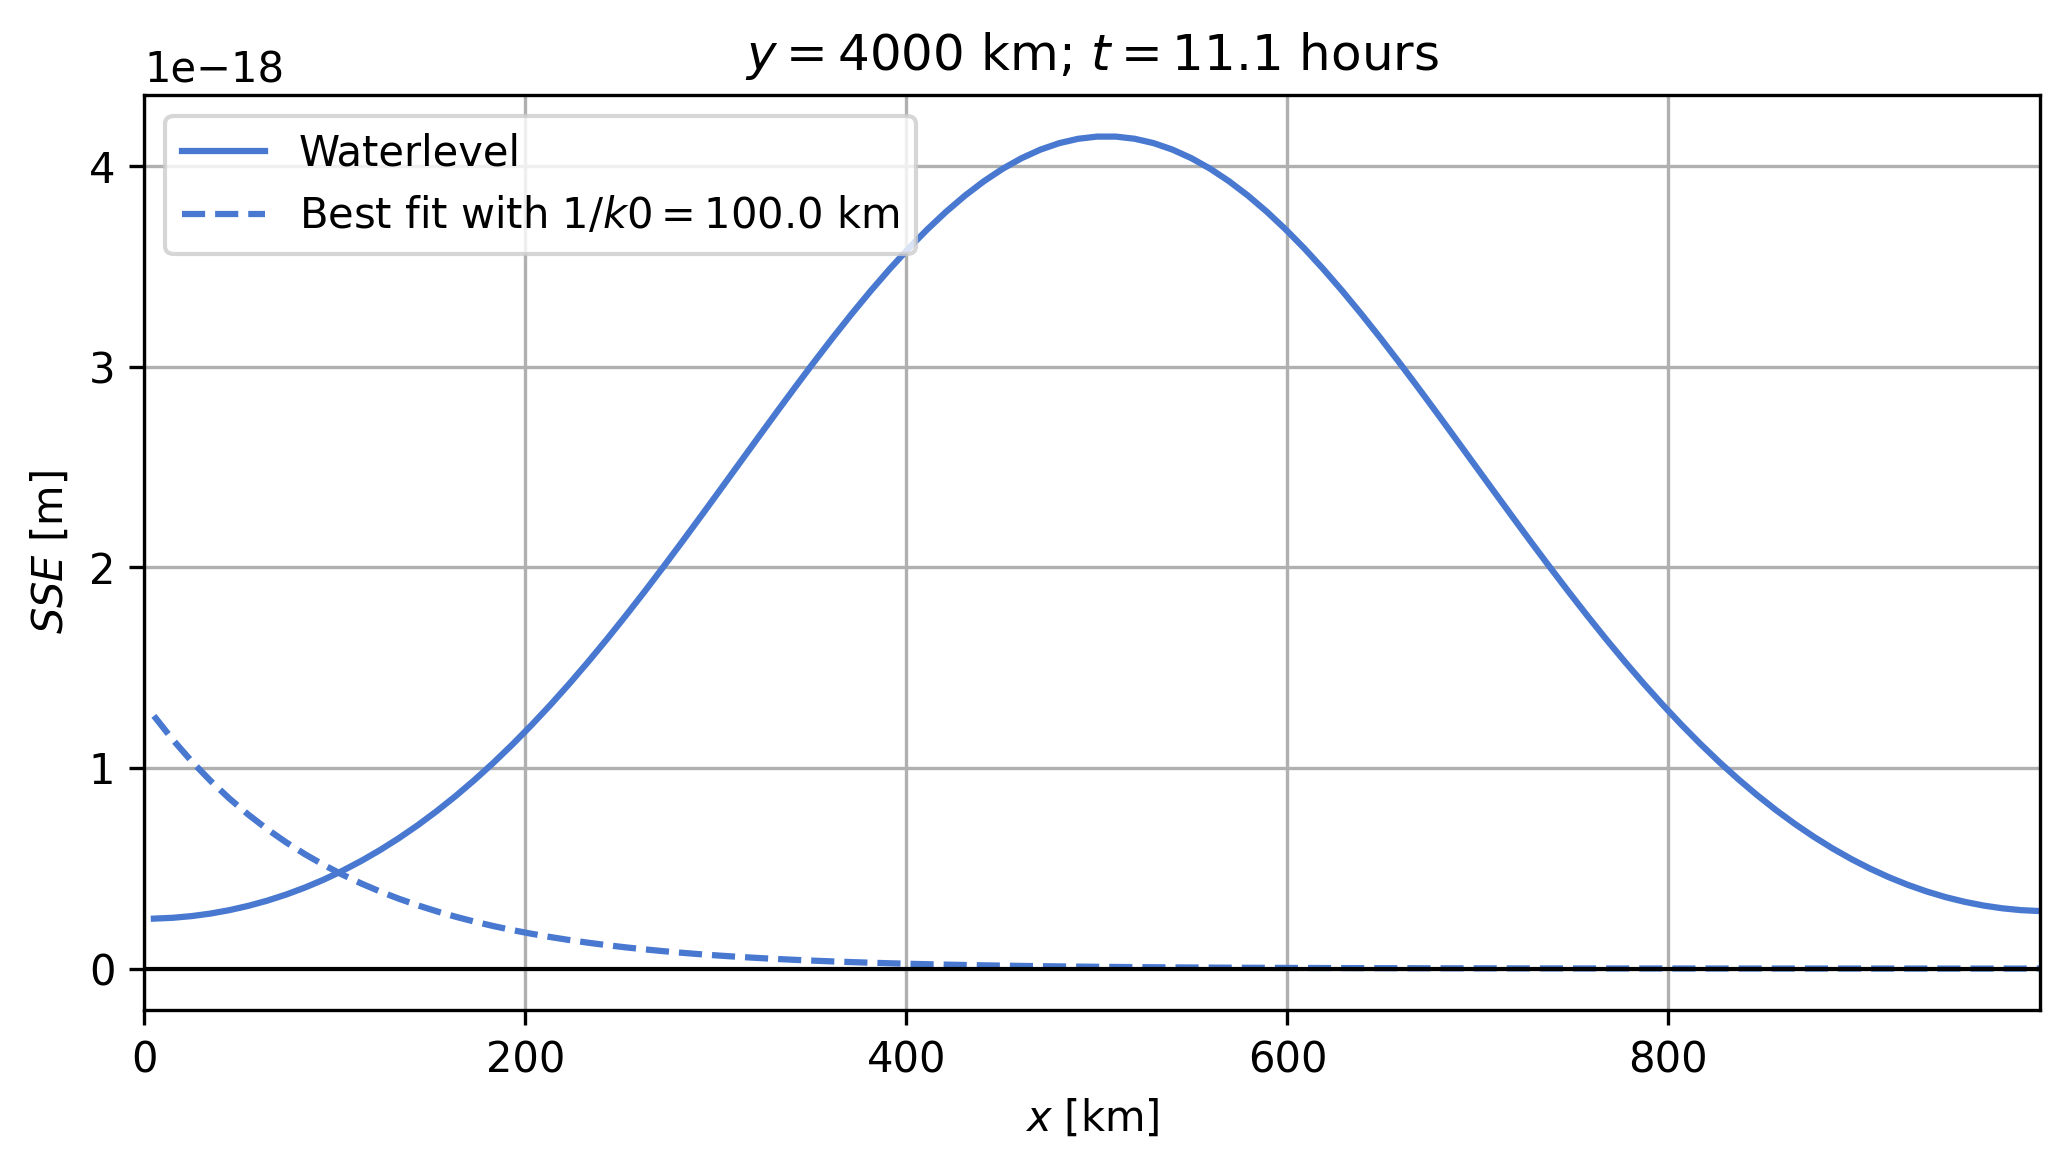 y = 4000 km; t = 11.1 hours
1e−18
Waterlevel
Best fit with 1/k0 = 100.0 km
4
3
2
1
0
SSE [m]
0 200 400 600 800
x [km]